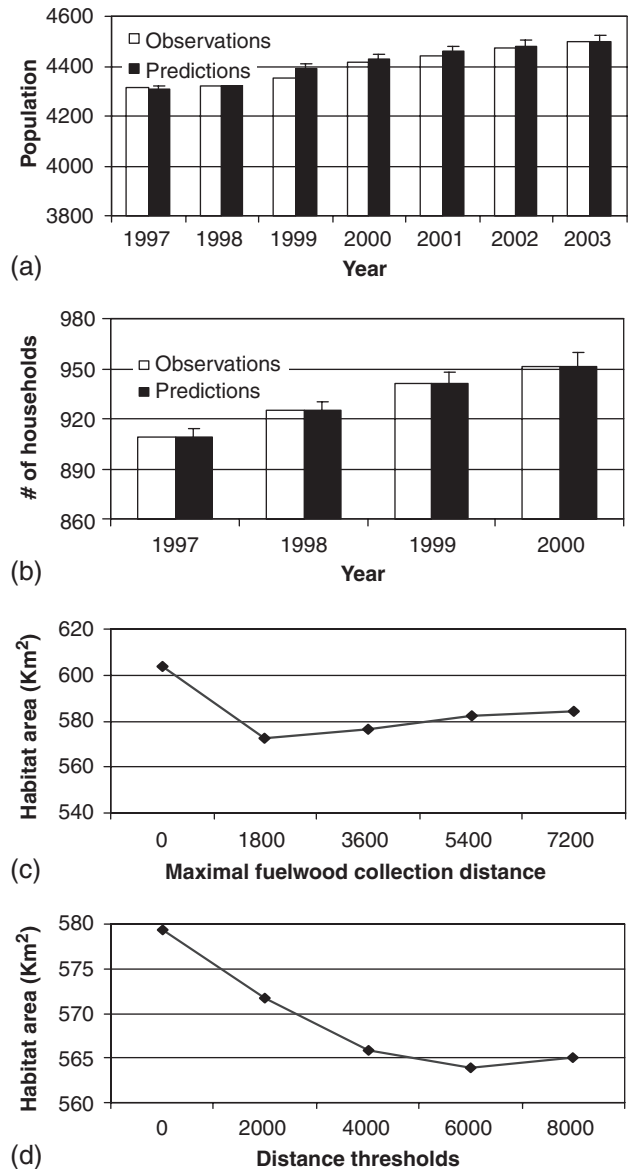 4600
4400
4200
4000
3800
Population
Observations
Predictions
1997 1998 1999 2000 2001 2002 2003
Year
(a)
980
950
920
890
860
# of households
Observations
Predictions
1997 1998 1999 2000
Year
(b)
620
600
580
560
540
Habitat area (Km²)
0 1800 3600 5400 7200
Maximal fuelwood collection distance
(c)
580
575
570
565
560
Habitat area (Km²)
0 2000 4000 6000 8000
Distance thresholds
(d)